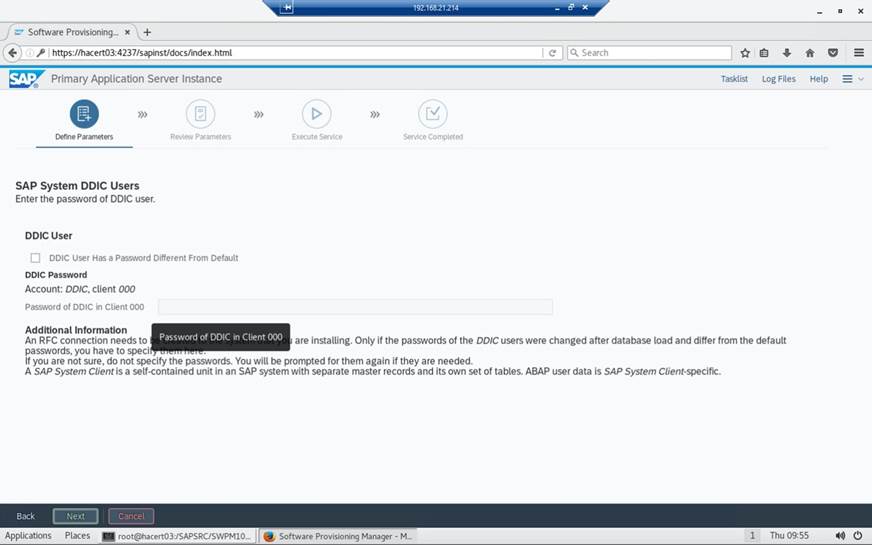 192.168.21.214
Software Provisioning...
https://hacert03:4237/sapinst/docs/index.html
Search
SAP
Primary Application Server Instance
Tasklist
Log Files
Help
Define Parameters
Review Parameters
Execute Service
Service Completed
SAP System DDIC Users
Enter the password of DDIC user.
DDIC User
DDIC User Has a Password Different From Default
DDIC Password
Account: DDIC, client 000
Password of DDIC in Client 000
Password of DDIC in Client 000
Additional Information
An RFC connection needs to you are installing. Only if the passwords of the DDIC users were changed after database load and differ from the default
passwords, you have to specify them here.
If you are not sure, do not specify the passwords. You will be prompted for them again if they are needed.
A SAP System Client is a self-contained unit in an SAP system with separate master records and its own set of tables. ABAP user data is SAP System Client-specific.
Back
Next
Cancel
Applications
Places
root@hacert03:/SAPSRC/SWPM10...
Software Provisioning Manager - M...
1
Thu 09:55